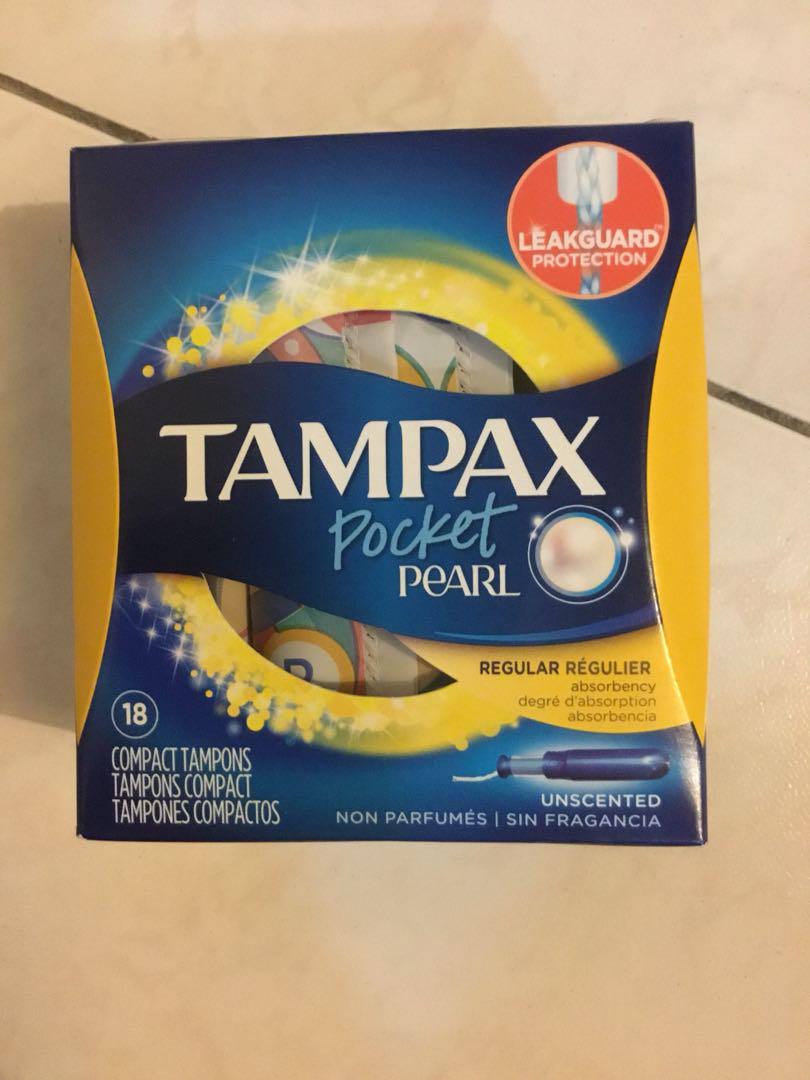 LEAKGUARD™
PROTECTION
TAMPAX
Pocket
PEARL
REGULAR RÉGULIER
absorbency
degré d'absorption
absorbencia
18
COMPACT TAMPONS
TAMPONS COMPACT
TAMPONES COMPACTOS
UNSCENTED
NON PARFUMÉS | SIN FRAGANCIA